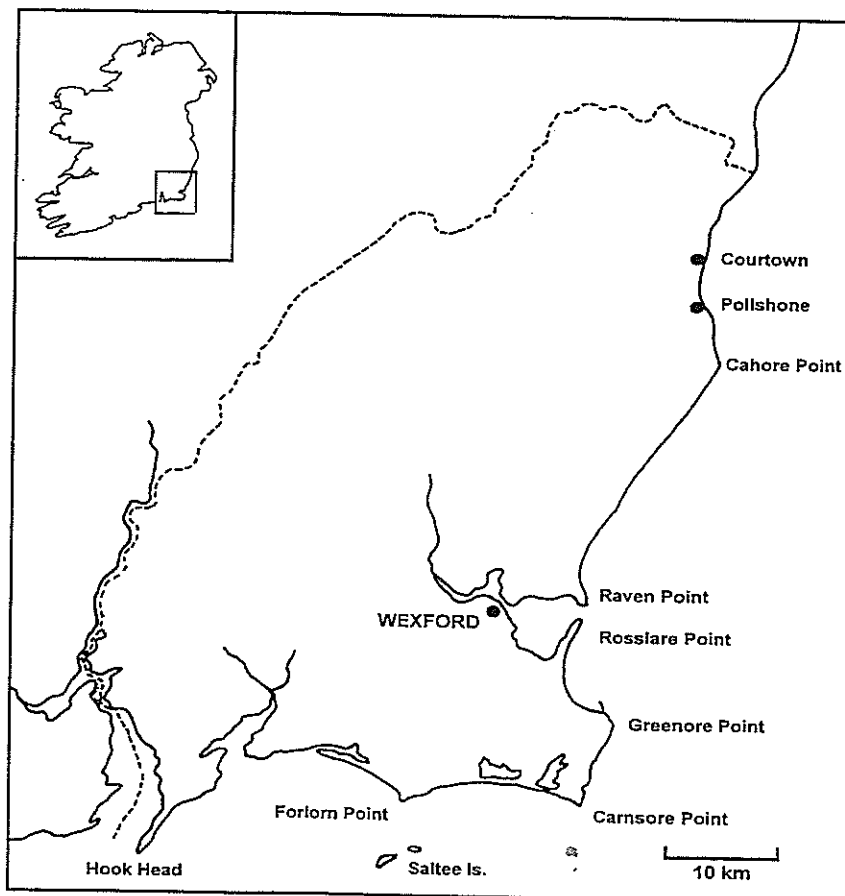 Courtown
Pollshone
Cahore Point
Raven Point
WEXFORD
Rosslare Point
Greenore Point
Forlorn Point
Carnsore Point
Hook Head
Saltee Is.
10 km